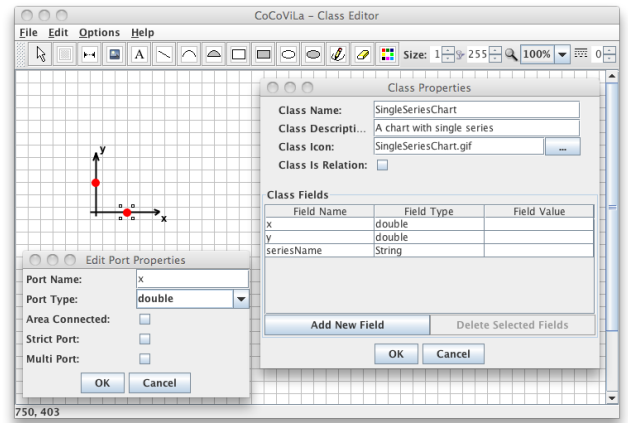 CoCoViLa – Class Editor
File Edit Options Help
A Size: 1 255 100% 0
Class Properties
Class Name: SingleSeriesChart
Class Descripti... A chart with single series
Class Icon: SingleSeriesChart.gif ...
Class Is Relation:
Class Fields
Field Name Field Type Field Value
x double
y double
seriesName String
Add New Field Delete Selected Fields
OK Cancel
y
x
Edit Port Properties
Port Name: x
Port Type: double
Area Connected:
Strict Port:
Multi Port:
OK Cancel
750, 403